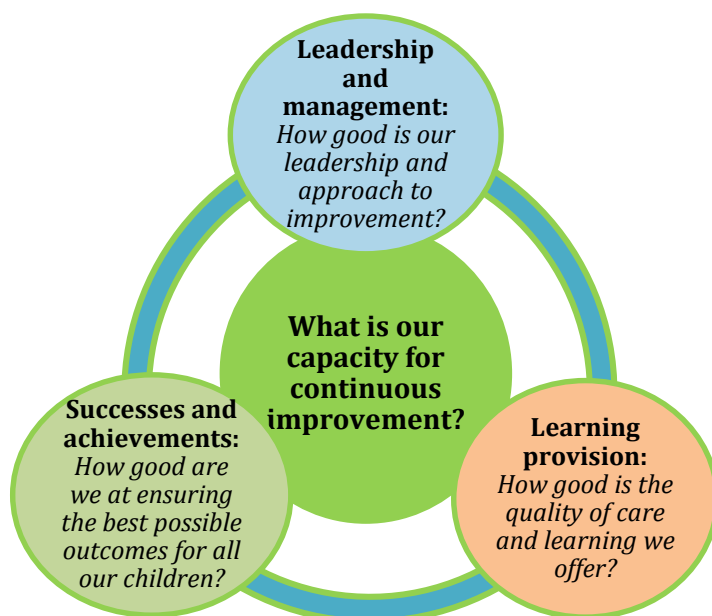 Leadership
and
management:
How good is our
leadership and
approach to
improvement?
What is our
capacity for
continuous
improvement?
Successes and
achievements:
How good are
we at ensuring
the best possible
outcomes for all
our children?
Learning
provision:
How good is the
quality of care
and learning we
offer?